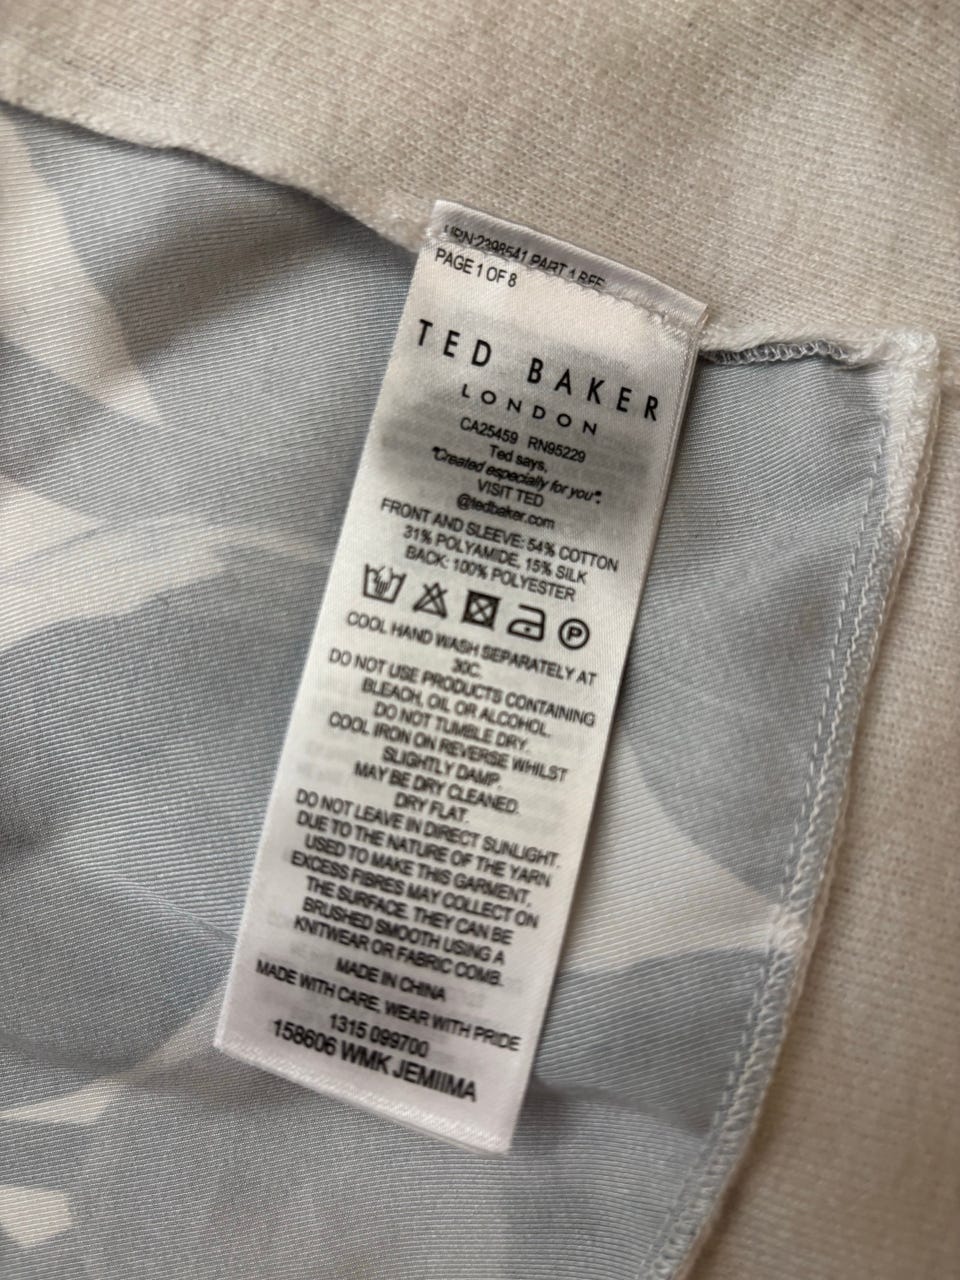 URN:2398541 PART 1 REF:
PAGE 1 OF 8
TED BAKER
LONDON
CA25459 RN95229
Ted says,
"Created especially for you".
VISIT TED
@tedbaker.com
FRONT AND SLEEVE: 54% COTTON
31% POLYAMIDE, 15% SILK
BACK: 100% POLYESTER
P
COOL HAND WASH SEPARATELY AT
30C.
DO NOT USE PRODUCTS CONTAINING
BLEACH, OIL OR ALCOHOL.
DO NOT TUMBLE DRY.
COOL IRON ON REVERSE WHILST
SLIGHTLY DAMP.
MAY BE DRY CLEANED.
DRY FLAT.
DO NOT LEAVE IN DIRECT SUNLIGHT.
DUE TO THE NATURE OF THE YARN
USED TO MAKE THIS GARMENT,
EXCESS FIBRES MAY COLLECT ON
THE SURFACE. THEY CAN BE
BRUSHED SMOOTH USING A
KNITWEAR OR FABRIC COMB.
MADE IN CHINA
MADE WITH CARE, WEAR WITH PRIDE
1315 099700
158606 WMK JEMIIMA